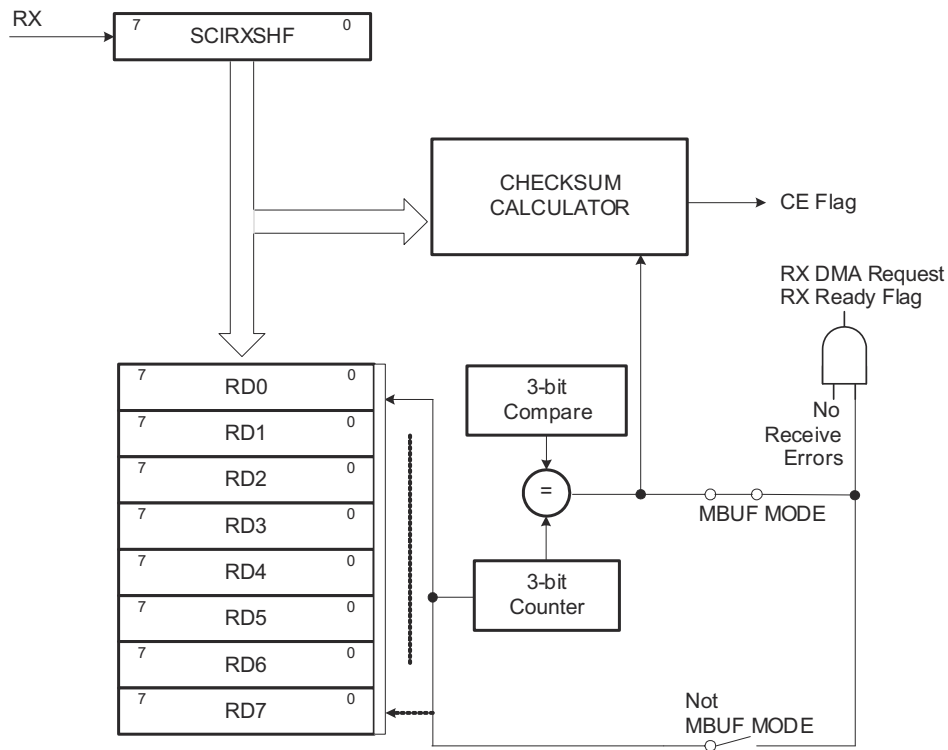 RX
7 SCIRXSHF 0
CHECKSUM
CALCULATOR
CE Flag
RX DMA Request
RX Ready Flag
7 RD0 0
7 RD1 0
7 RD2 0
7 RD3 0
7 RD4 0
7 RD5 0
7 RD6 0
7 RD7 0
3-bit
Compare
=
3-bit
Counter
No
Receive
Errors
MBUF MODE
Not
MBUF MODE